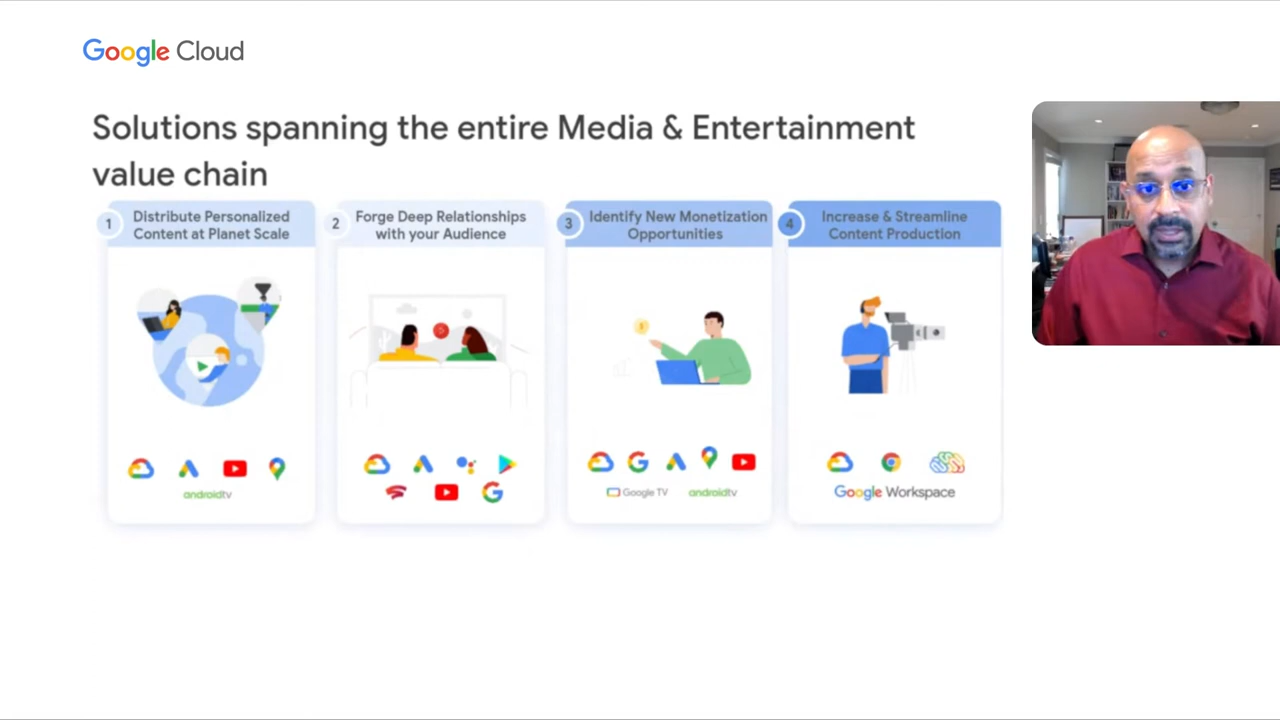 Google Cloud
Solutions spanning the entire Media & Entertainment
value chain
1
Distribute Personalized
Content at Planet Scale
2
Forge Deep Relationships
with your Audience
3
Identify New Monetization
Opportunities
4
Increase & Streamline
Content Production
androidtv
Google TV
androidtv
Google Workspace